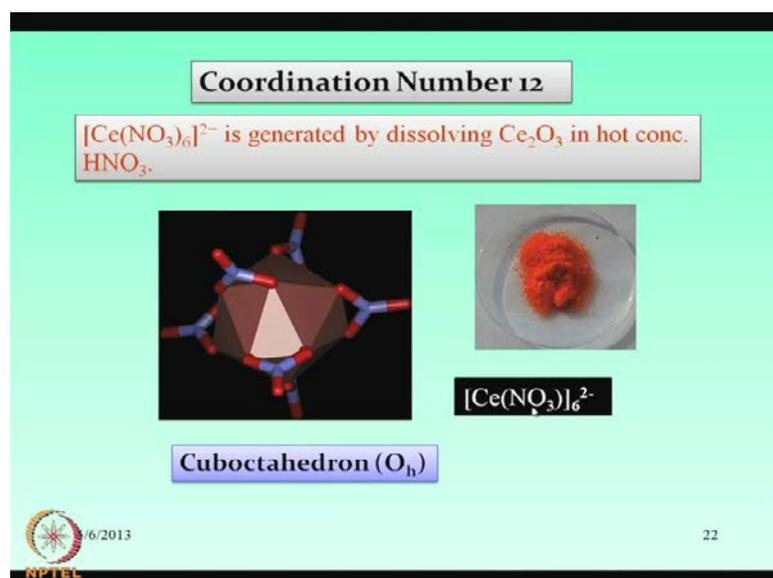 Coordination Number 12
[Ce(NO₃)₆]²⁻ is generated by dissolving Ce₂O₃ in hot conc.
HNO₃.
[Ce(NO₃)]₆²⁻
Cuboctahedron (Oₕ)
/6/2013
22
NPTEL